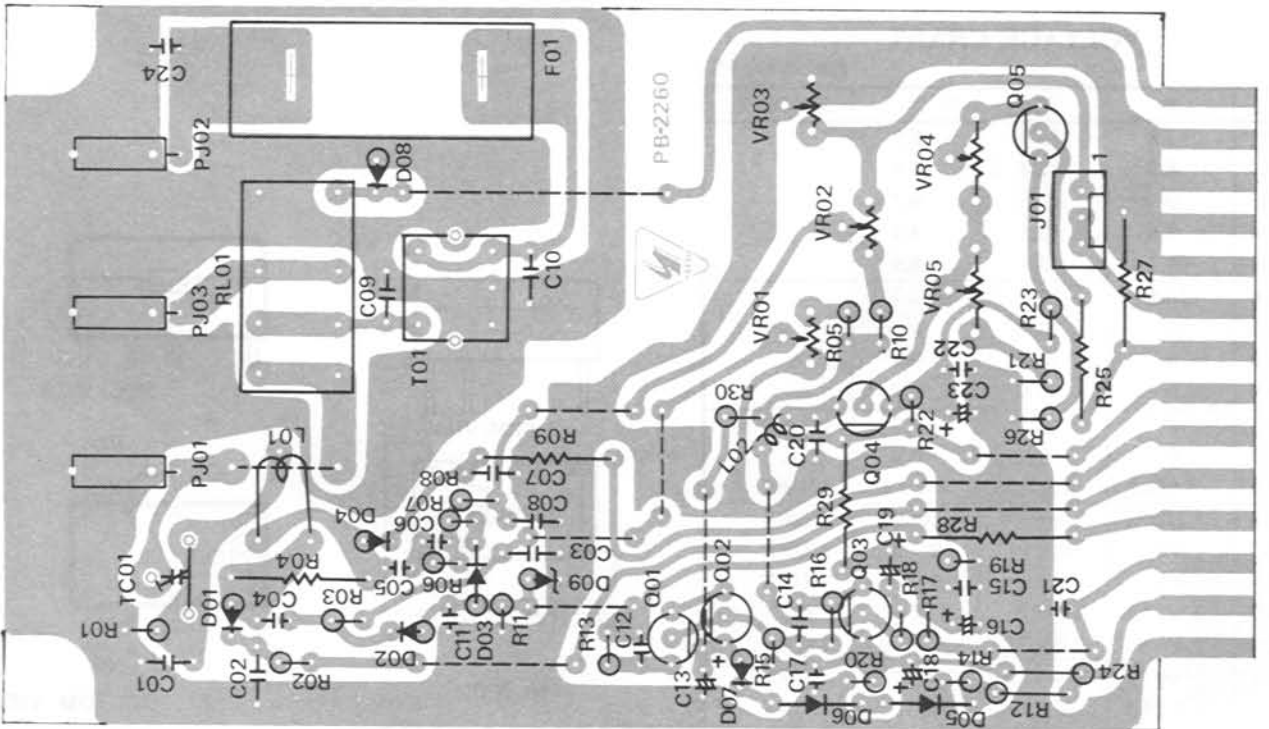 C24
F01
PJ02
D08
PB-2260
VR03
Q05
VR04
1
J01
VR02
RL01
PJ03
C09
C10
T01
VR01
VR05
R27
R23
R05
R10
C22
R21
C23
R25
R30
L02
C20
R22
R26
Q04
L01
PJ01
R09
R08
C07
R07
C06
C08
D04
R29
C19
R28
TC01
R04
C05
R06
C03
D09
D01
C04
R03
D03
C11
R11
R13
C12
Q01
Q02
C14
R16
Q03
R18
R17
R19
C15
C21
C16
R01
C01
C02
R02
D02
C13
+
D07
R15
C17
R20
+
C18
R14
R24
R12
D06
D05
+
+
+